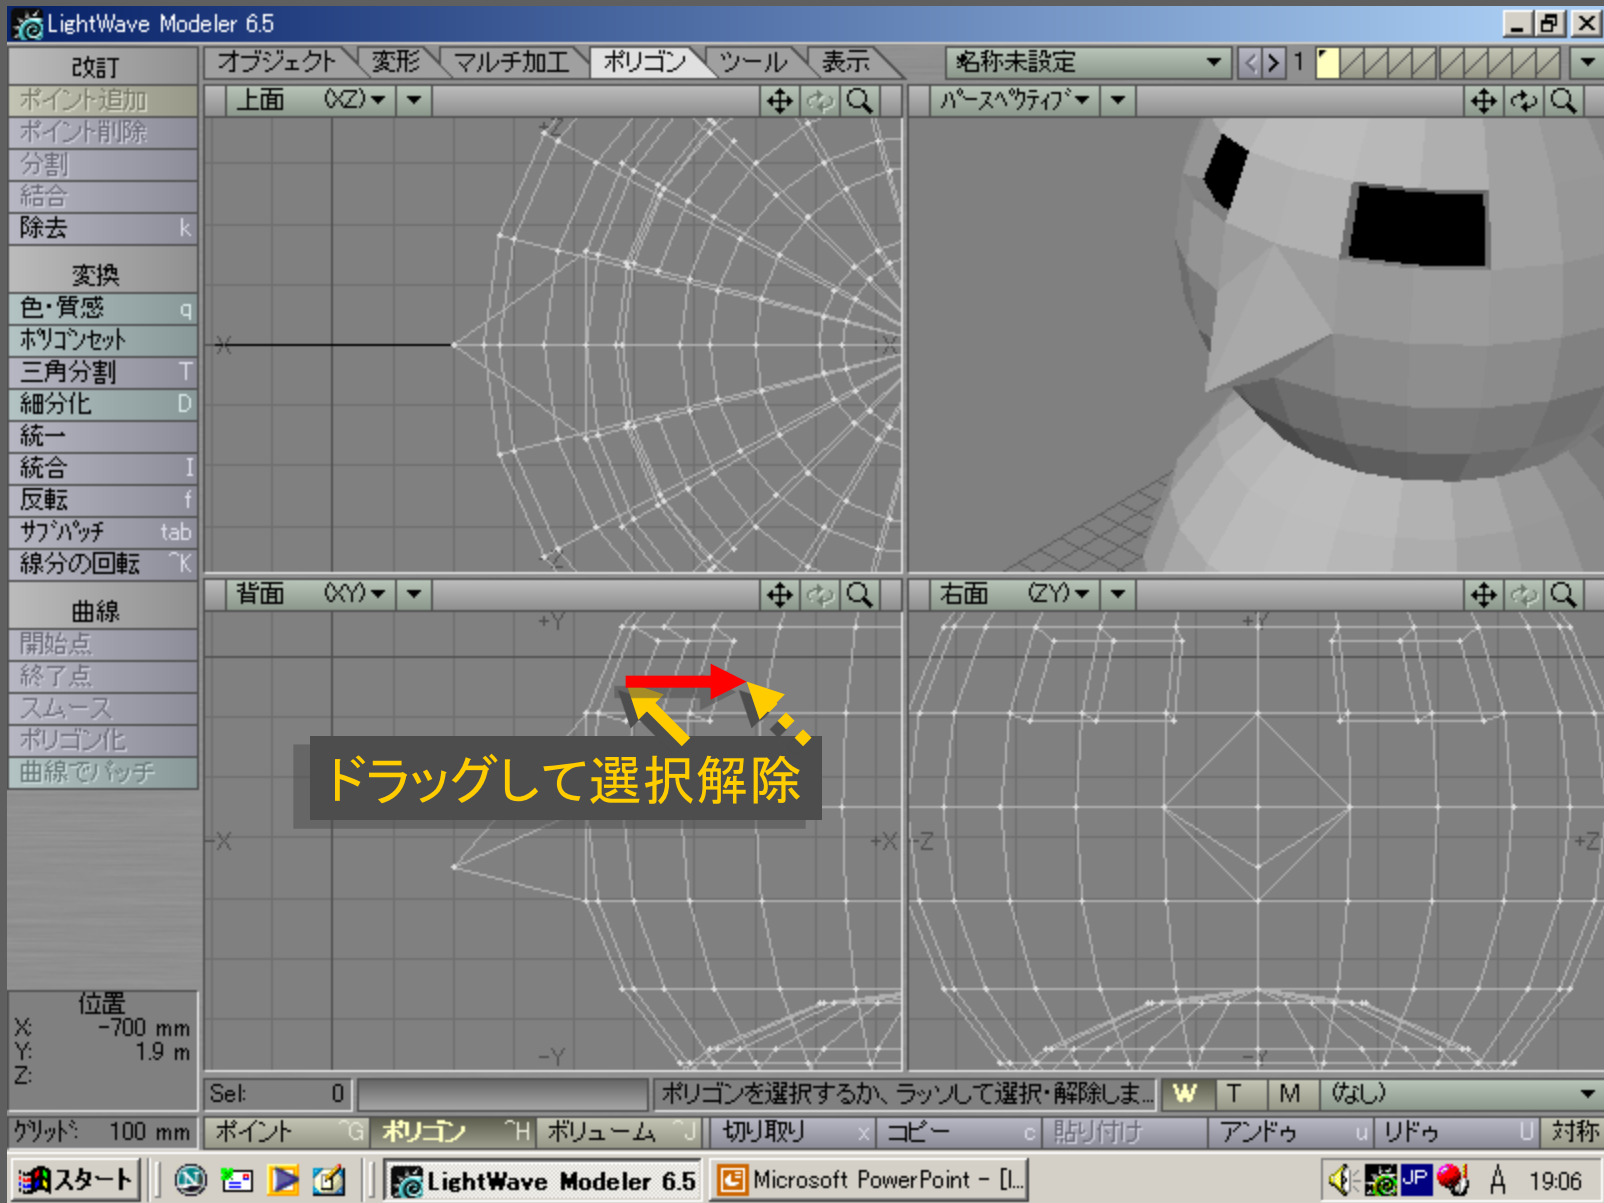 LightWave Modeler 6.5
改訂
オブジェクト
変形
マルチ加工
ポリゴン
ツール
表示
名称未設定
1
ポイント追加
上面 (XZ)
パースペクティブ
ポイント削除
分割
結合
除去 k
変換
色・質感 q
ポリゴンセット
三角分割 T
細分化 D
統一
統合 I
反転 f
サブパッチ tab
線分の回転 ^K
曲線
開始点
終了点
スムース
ポリゴン化
曲線でパッチ
+Z
-X
+X
-Z
背面 (XY)
右面 (ZY)
+Y
+Y
ドラッグして選択解除
-X
+X
-Z
+Z
-Y
-Y
位置
X: -700 mm
Y: 1.9 m
Z:
Sel: 0
ポリゴンを選択するか、ラッソして選択・解除しま...
W
T
M
(なし)
グリッド: 100 mm
ポイント ^G
ポリゴン ^H
ボリューム ^J
切り取り x
コピー c
貼り付け
アンドゥ u
リドゥ U
対称
スタート
LightWave Modeler 6.5
Microsoft PowerPoint - [l...
JP
A
19:06